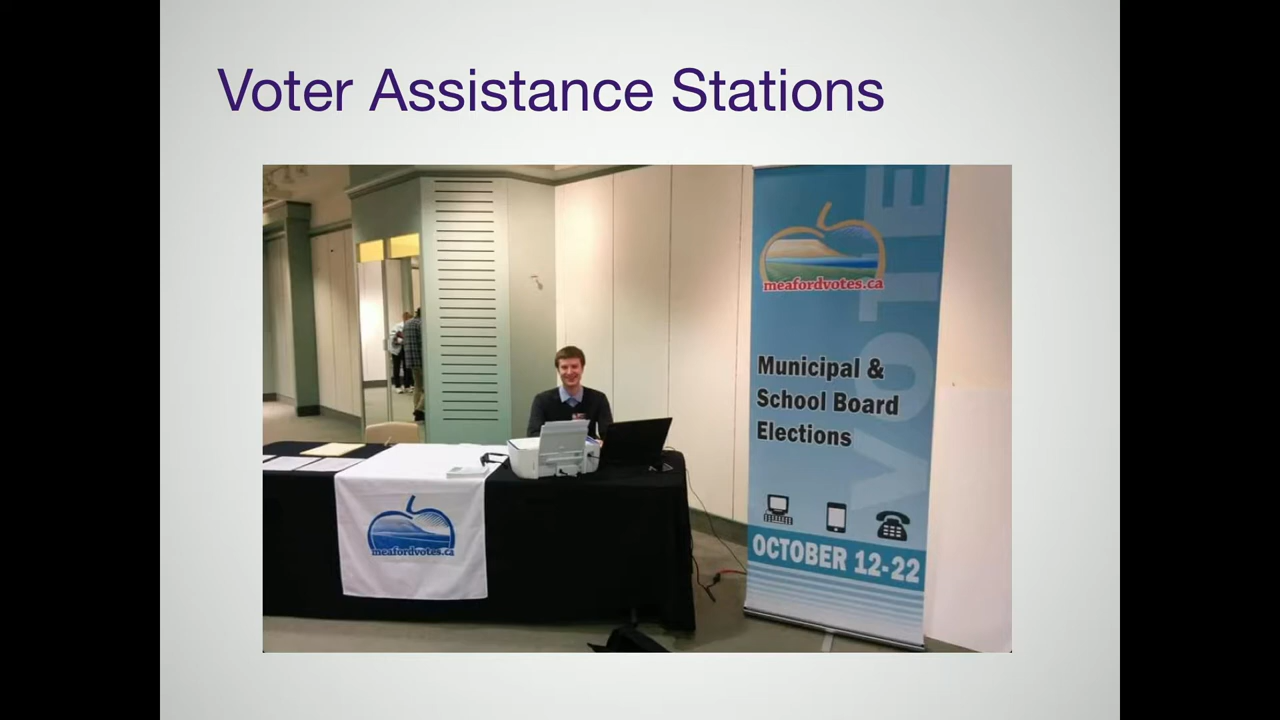 Voter Assistance Stations
VOTE
meafordvotes.ca
Municipal &
School Board
Elections
OCTOBER 12-22
meafordvotes.ca